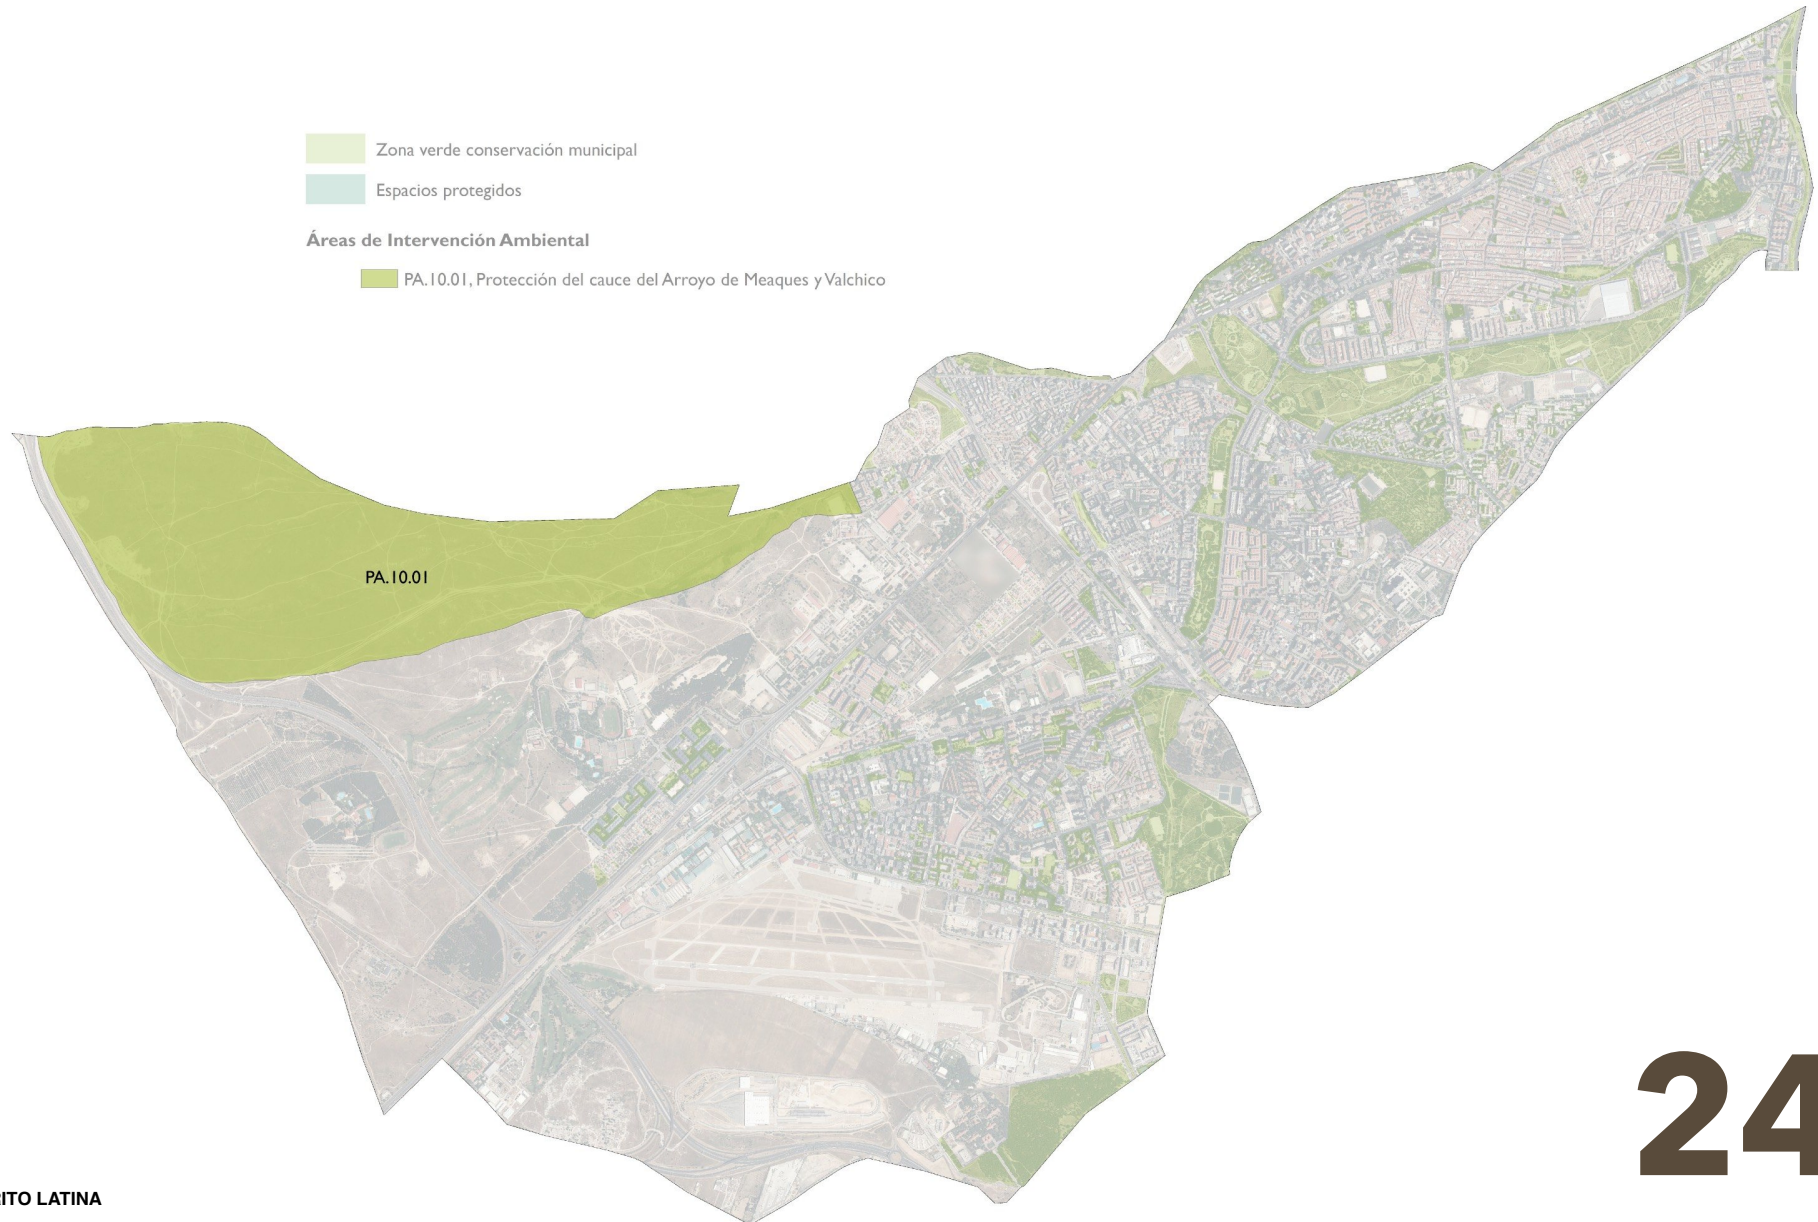 Zona verde conservación municipal
Espacios protegidos
Áreas de Intervención Ambiental
PA.10.01, Protección del cauce del Arroyo de Meaques y Valchico
PA.10.01
24
ITO LATINA